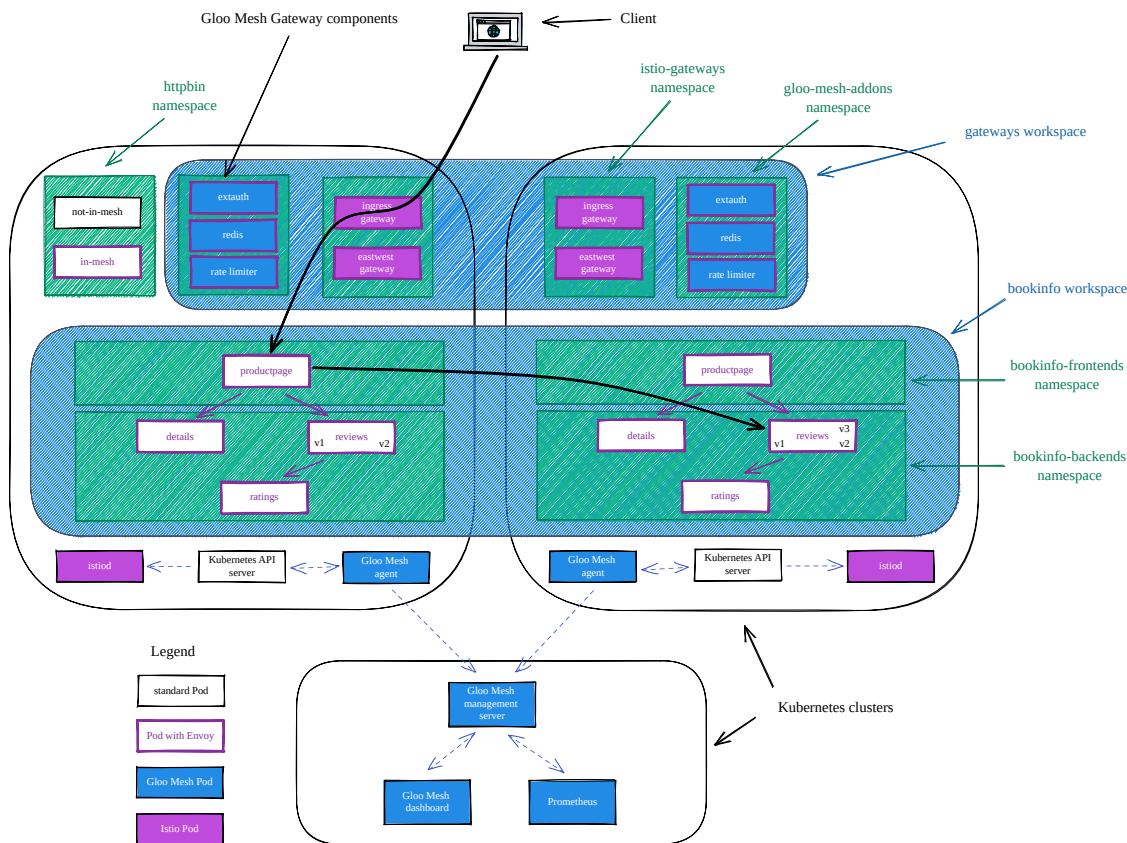 Gloo Mesh Gateway components
Client
httpbin
namespace
istio-gateways
namespace
gloo-mesh-addons
namespace
gateways workspace
not-in-mesh
in-mesh
extauth
redis
rate limiter
ingress
gateway
eastwest
gateway
ingress
gateway
eastwest
gateway
extauth
redis
rate limiter
bookinfo workspace
productpage
details
v1
reviews
v2
ratings
productpage
details
v1
reviews
v3
v2
ratings
bookinfo-frontends
namespace
bookinfo-backends
namespace
istiod
Kubernetes API
server
Gloo Mesh
agent
Gloo Mesh
agent
Kubernetes API
server
istiod
Legend
standard Pod
Pod with Envoy
Gloo Mesh Pod
Istio Pod
Gloo Mesh
management
server
Gloo Mesh
dashboard
Prometheus
Kubernetes clusters